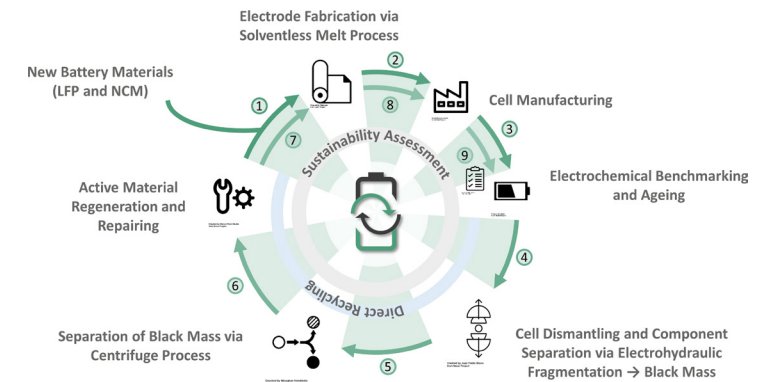 Electrode Fabrication via
Solventless Melt Process
New Battery Materials
(LFP and NCM)
1
2
8
7
Cell Manufacturing
3
9
Sustainability Assessment
Active Material
Regeneration and
Repairing
Electrochemical Benchmarking
and Ageing
4
6
Direct Recycling
Separation of Black Mass via
Centrifuge Process
5
Cell Dismantling and Component
Separation via Electrohydraulic
Fragmentation → Black Mass